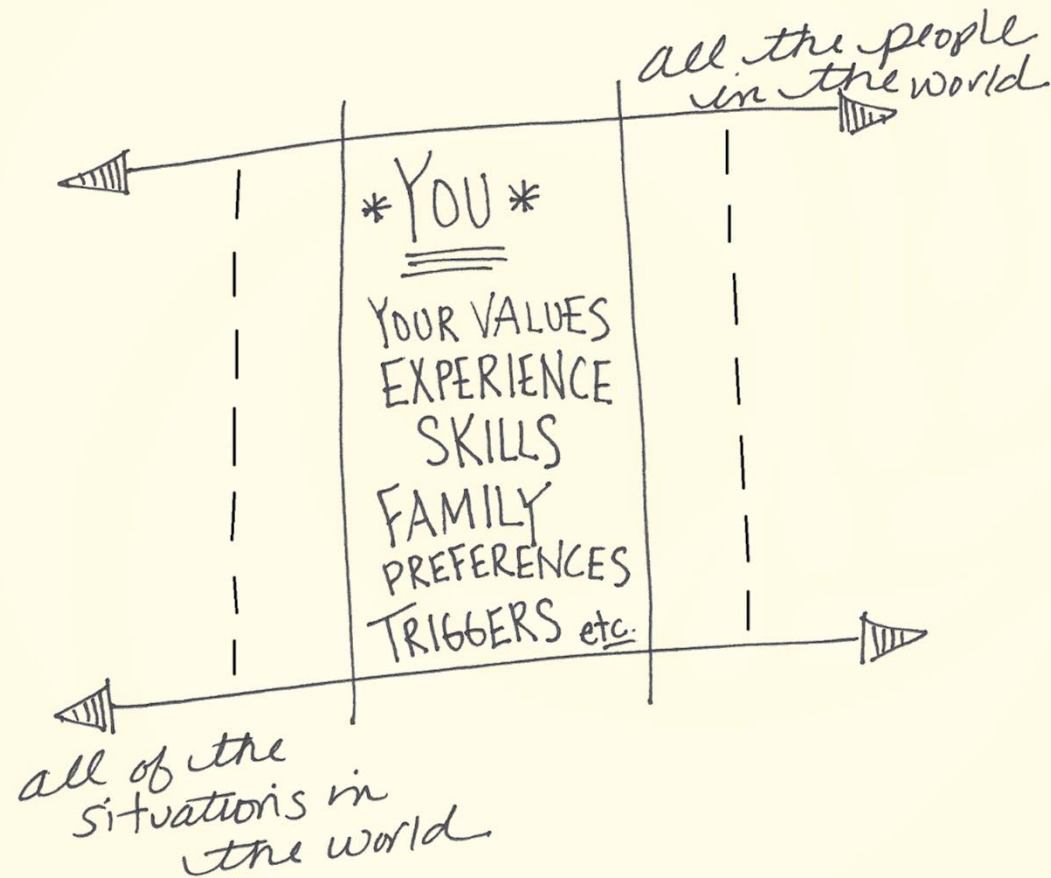 all the people
in the world
*YOU*
YOUR VALUES
EXPERIENCE
SKILLS
FAMILY
PREFERENCES
TRIGGERS etc.
all of the
situations in
the world